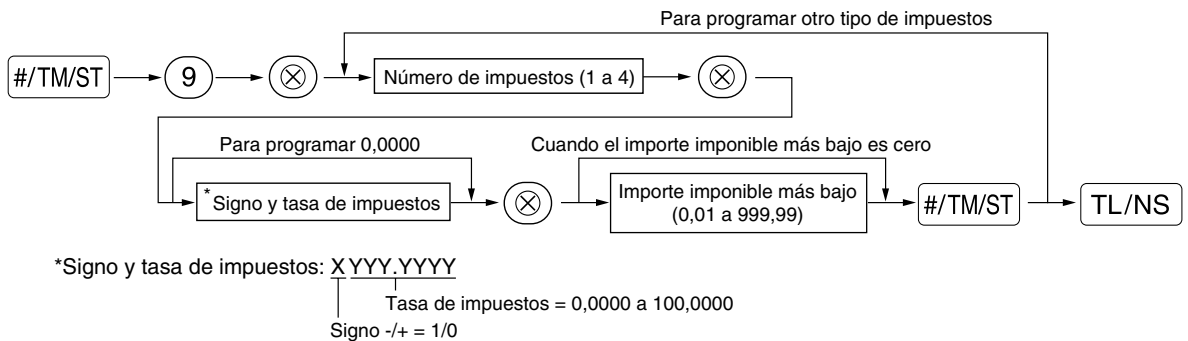 Para programar otro tipo de impuestos
#/TM/ST
9
Número de impuestos (1 a 4)
Para programar 0,0000
Cuando el importe imponible más bajo es cero
*Signo y tasa de impuestos
Importe imponible más bajo
(0,01 a 999,99)
#/TM/ST
TL/NS
*Signo y tasa de impuestos: X YYY.YYYY
Tasa de impuestos = 0,0000 a 100,0000
Signo -/+ = 1/0